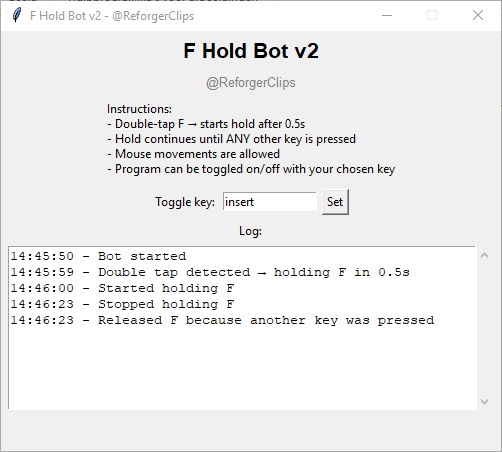 F Hold Bot v2 - @ReforgerClips
F Hold Bot v2
@ReforgerClips
Instructions:
- Double-tap F → starts hold after 0.5s
- Hold continues until ANY other key is pressed
- Mouse movements are allowed
- Program can be toggled on/off with your chosen key
Toggle key: insert Set
Log:
14:45:50 - Bot started
14:45:59 - Double tap detected → holding F in 0.5s
14:46:00 - Started holding F
14:46:23 - Stopped holding F
14:46:23 - Released F because another key was pressed